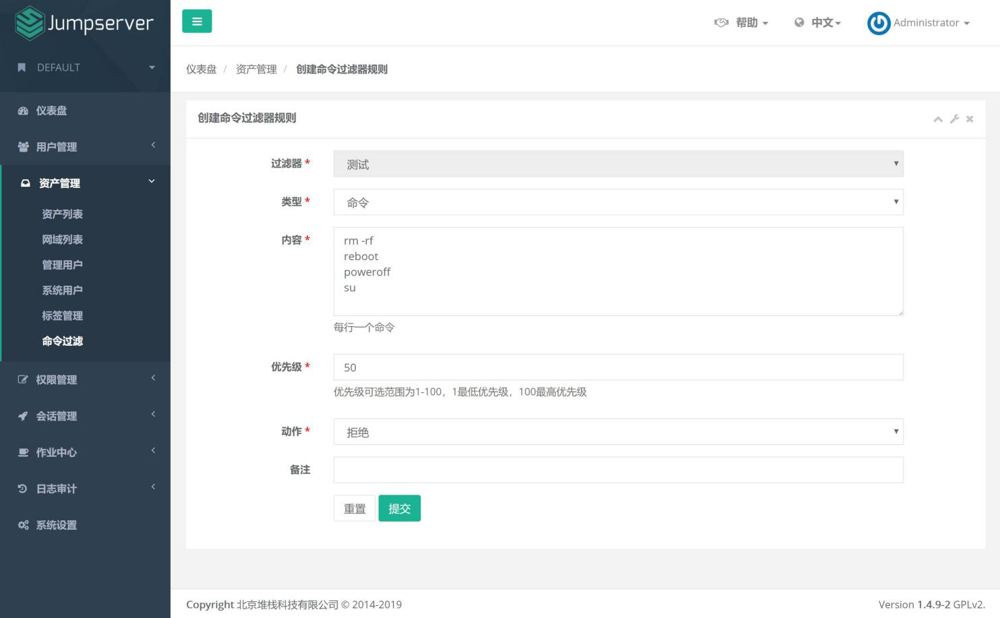 Jumpserver
帮助
中文
Administrator
DEFAULT
仪表盘 / 资产管理 / 创建命令过滤器规则
仪表盘
用户管理
资产管理
资产列表
网域列表
管理用户
系统用户
标签管理
命令过滤
权限管理
会话管理
作业中心
日志审计
系统设置
创建命令过滤器规则
过滤器 * 测试
类型 * 命令
内容 * rm -rf
reboot
poweroff
su
每行一个命令
优先级 * 50
优先级可选范围为1-100，1最低优先级，100最高优先级
动作 * 拒绝
备注
重置 提交
Copyright 北京堆栈科技有限公司 © 2014-2019
Version 1.4.9-2 GPLv2.